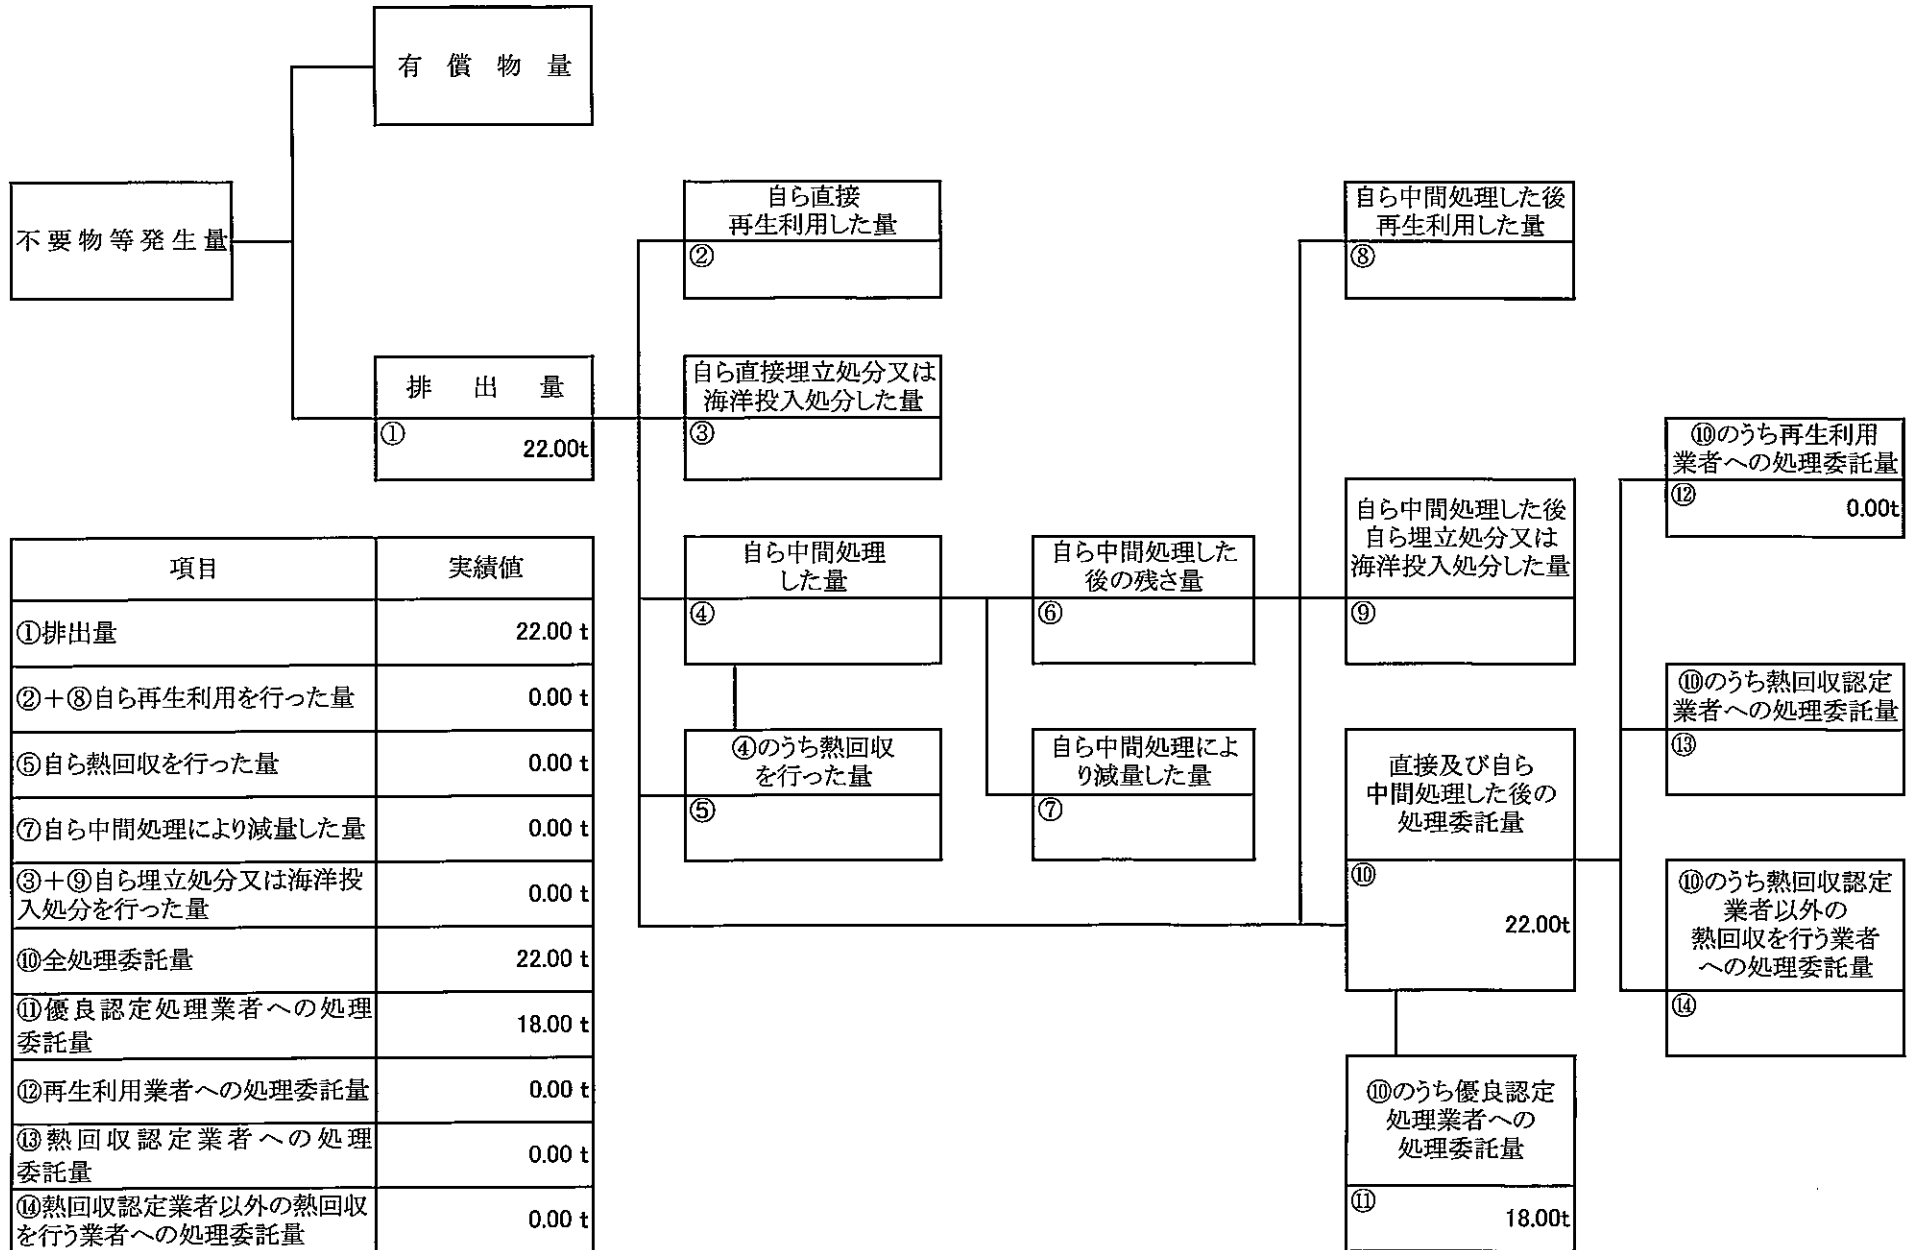 有 償 物 量
不要物等発生量
排 出 量
①
22.00t
自ら直接
再生利用した量
②
自ら直接埋立処分又は
海洋投入処分した量
③
自ら中間処理
した量
④
④のうち熱回収
を行った量
⑤
自ら中間処理した
後の残さ量
⑥
自ら中間処理によ
り減量した量
⑦
自ら中間処理した後
再生利用した量
⑧
自ら中間処理した後
自ら埋立処分又は
海洋投入処分した量
⑨
直接及び自ら
中間処理した後の
処理委託量
⑩
22.00t
⑩のうち優良認定
処理業者への
処理委託量
⑪
18.00t
⑩のうち再生利用
業者への処理委託量
⑫
0.00t
⑩のうち熱回収認定
業者への処理委託量
⑬
⑩のうち熱回収認定
業者以外の
熱回収を行う業者
への処理委託量
⑭
項目 実績値
①排出量 22.00 t
②+⑧自ら再生利用を行った量 0.00 t
⑤自ら熱回収を行った量 0.00 t
⑦自ら中間処理により減量した量 0.00 t
③+⑨自ら埋立処分又は海洋投
入処分を行った量 0.00 t
⑩全処理委託量 22.00 t
⑪優良認定処理業者への処理
委託量 18.00 t
⑫再生利用業者への処理委託量 0.00 t
⑬熱回収認定業者への処理
委託量 0.00 t
⑭熱回収認定業者以外の熱回収
を行う業者への処理委託量 0.00 t